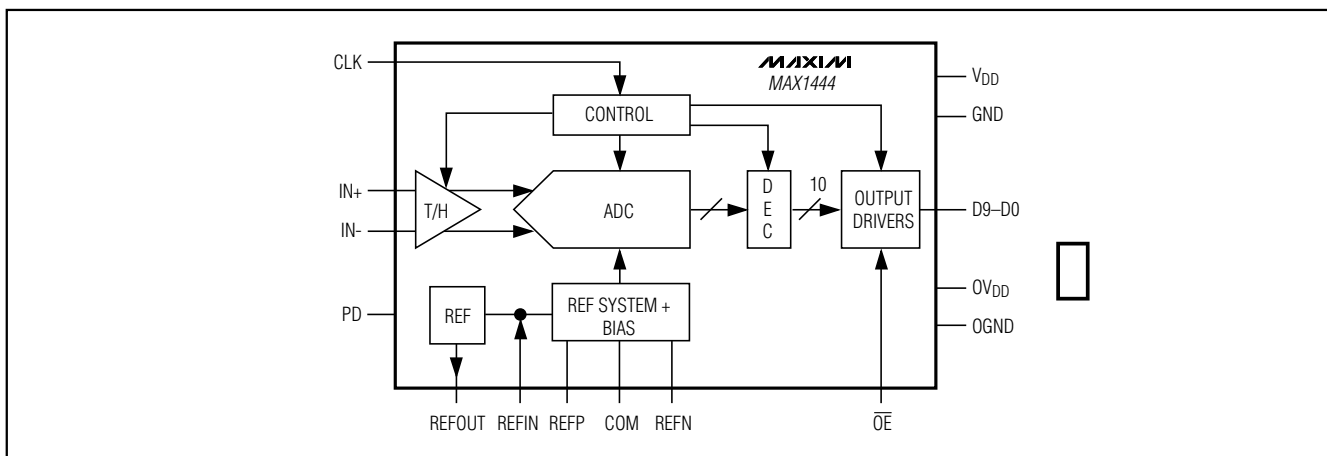 CLK
MAXIM
MAX1444
VDD
CONTROL
GND
IN+
T/H
ADC
DEC
10
OUTPUT
DRIVERS
D9–D0
IN-
OVDD
PD
REF
REF SYSTEM +
BIAS
OGND
REFOUT
REFIN
REFP
COM
REFN
O̅E̅